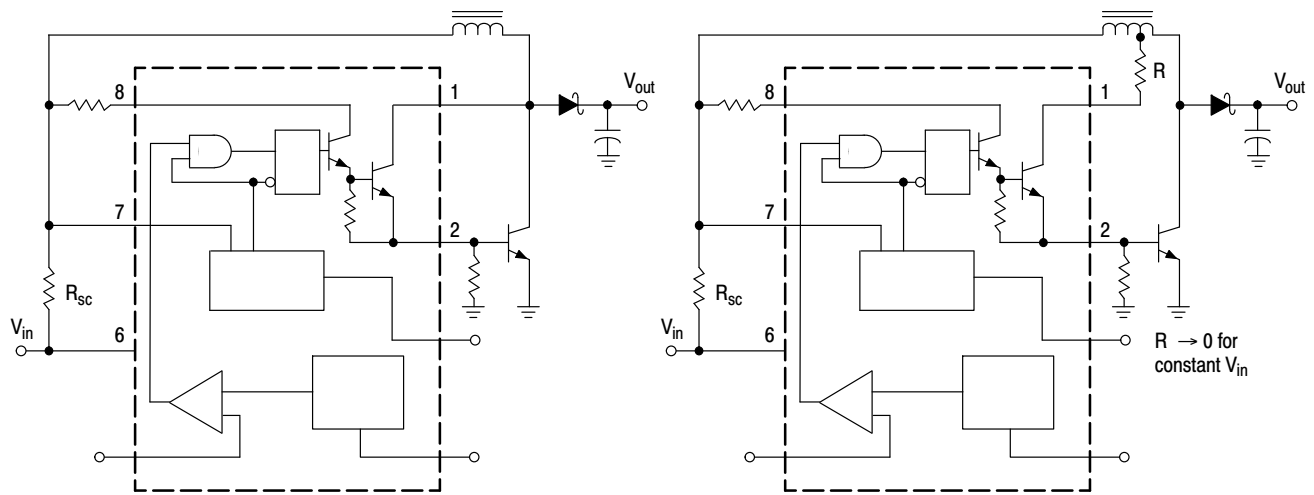 8
1
V_out
7
2
R_sc
V_in
6
R
8
1
V_out
7
2
R_sc
V_in
6
R → 0 for
constant V_in